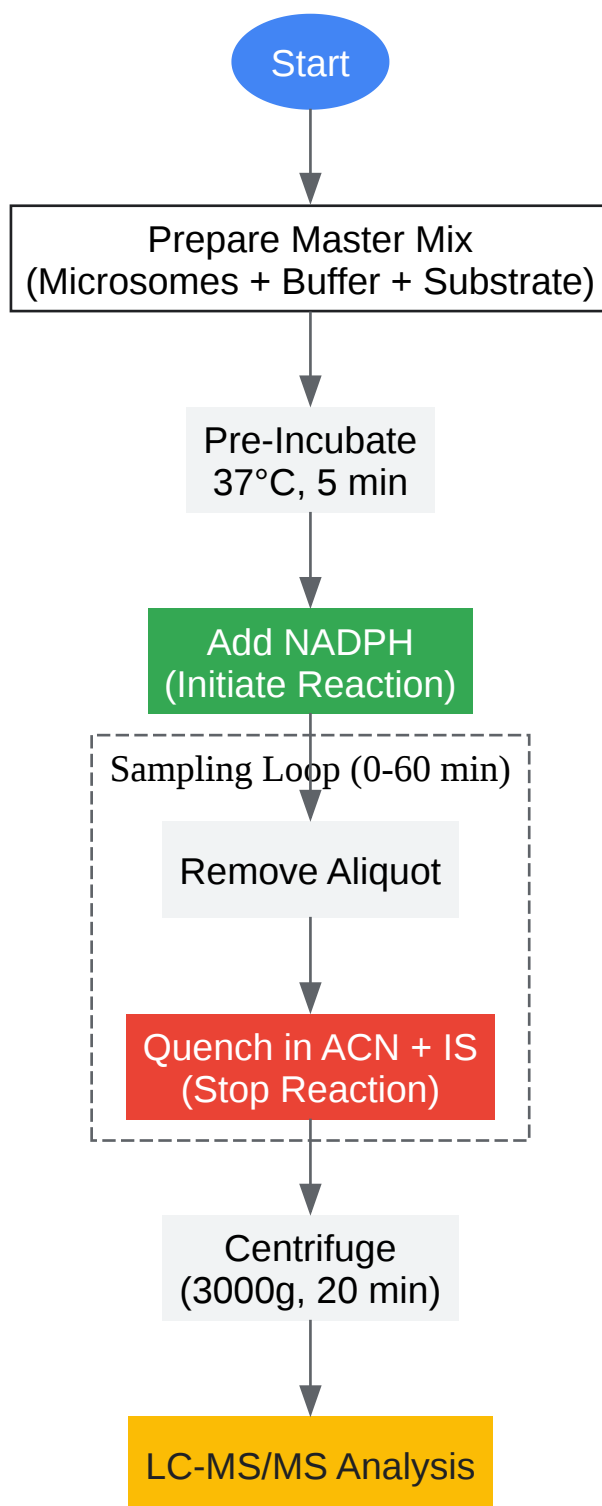 Start
Prepare Master Mix
(Microsomes + Buffer + Substrate)
Pre-Incubate
37°C, 5 min
Add NADPH
(Initiate Reaction)
Sampling Loop (0-60 min)
Remove Aliquot
Quench in ACN + IS
(Stop Reaction)
Centrifuge
(3000g, 20 min)
LC-MS/MS Analysis